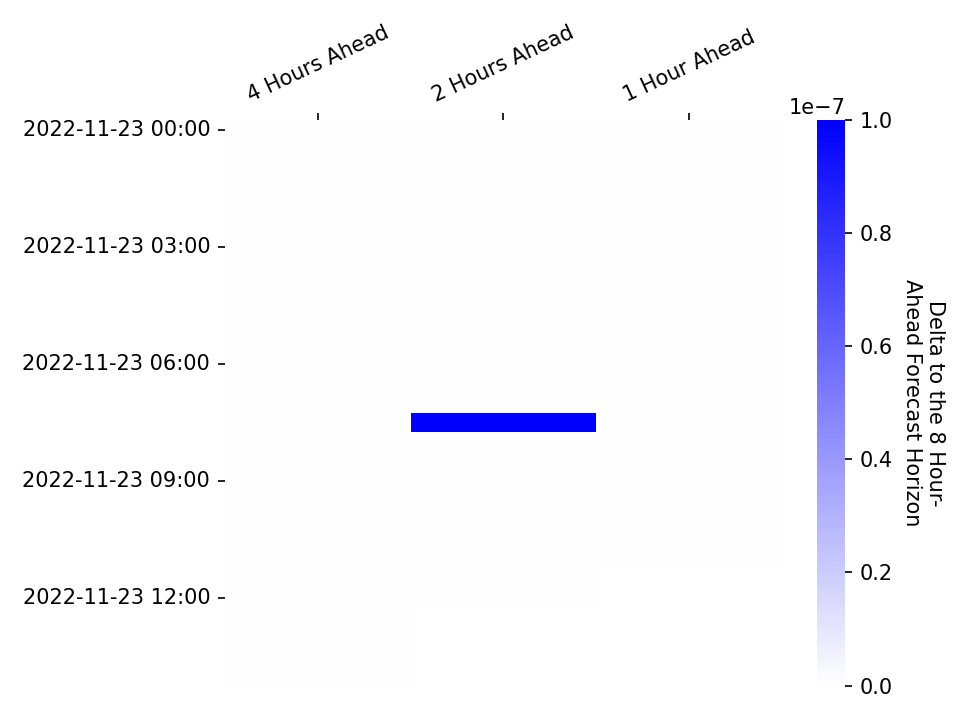 4 Hours Ahead
2 Hours Ahead
1 Hour Ahead
2022-11-23 00:00
2022-11-23 03:00
2022-11-23 06:00
2022-11-23 09:00
2022-11-23 12:00
1e−7
1.0
0.8
0.6
0.4
0.2
0.0
Delta to the 8 Hour-
Ahead Forecast Horizon